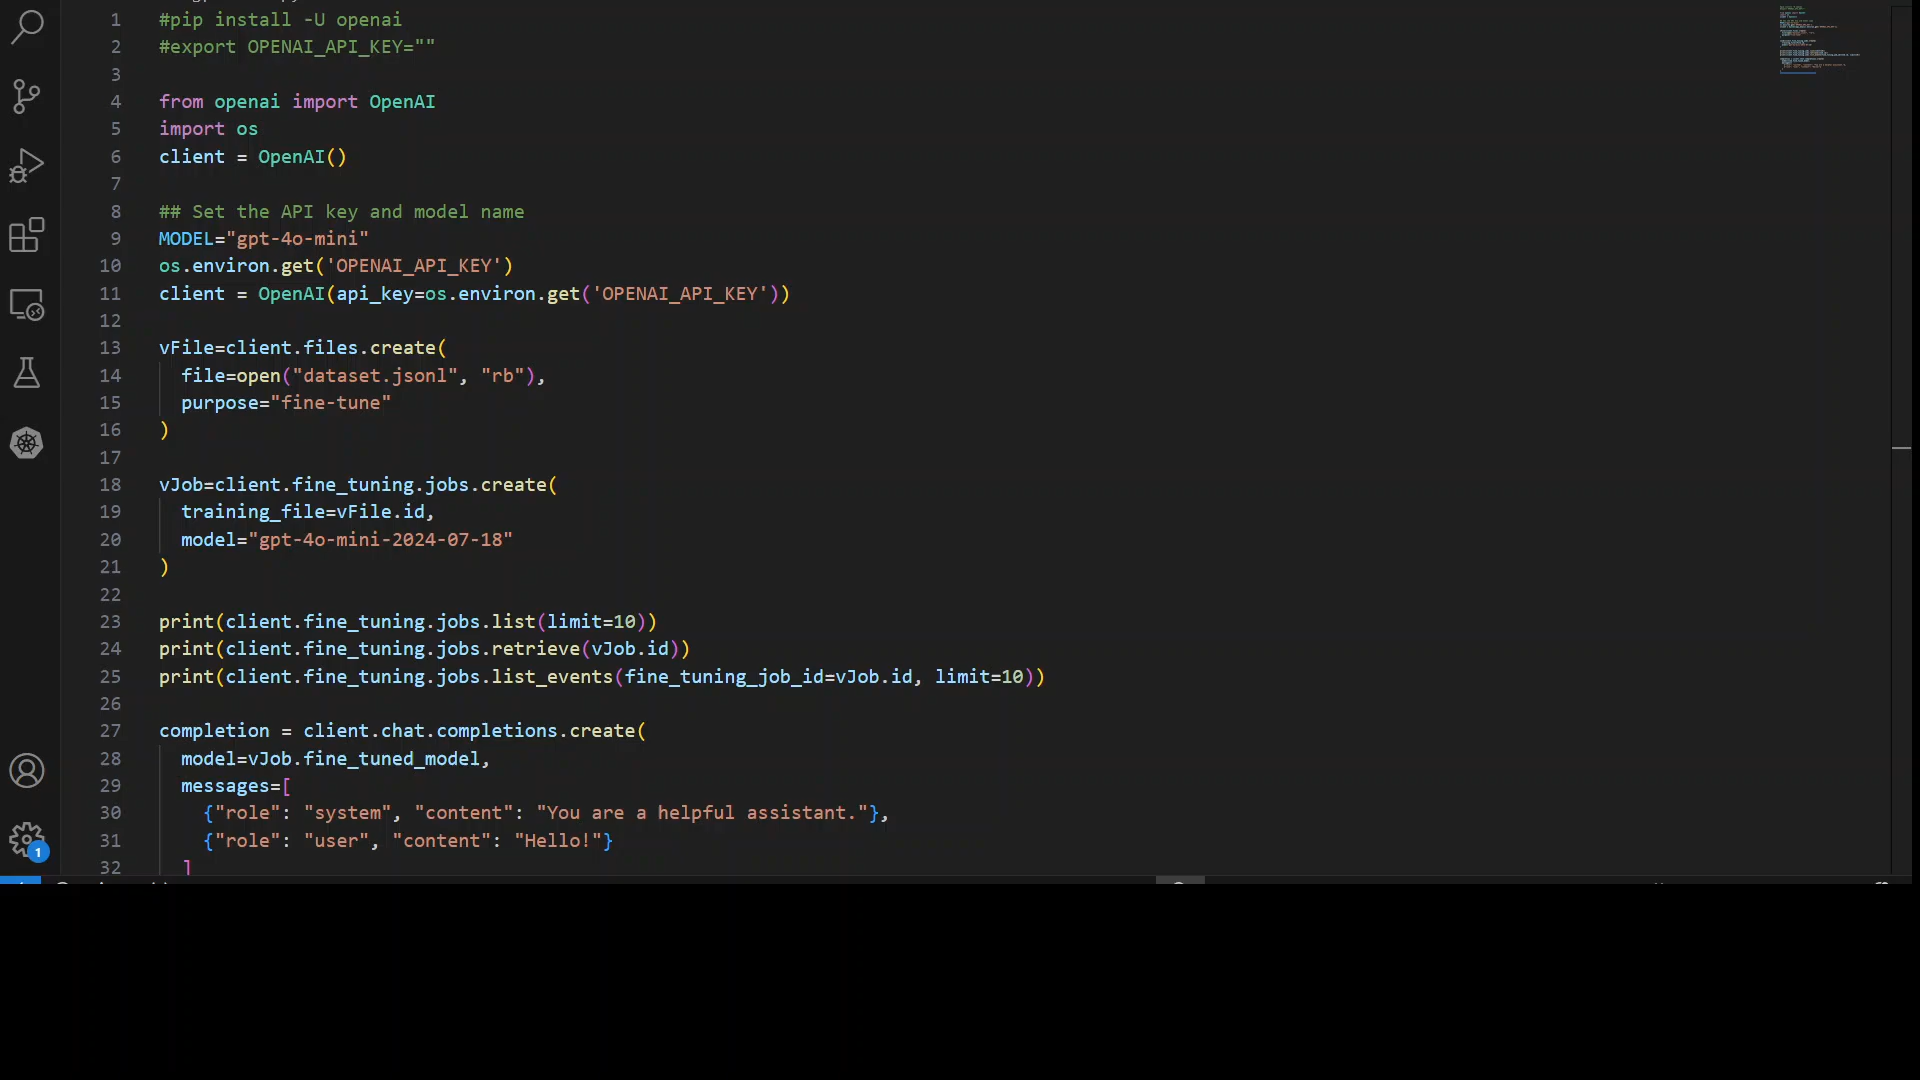 1 #pip install -U openai
2 #export OPENAI_API_KEY=""
3
4 from openai import OpenAI
5 import os
6 client = OpenAI()
7
8 ## Set the API key and model name
9 MODEL="gpt-4o-mini"
10 os.environ.get('OPENAI_API_KEY')
11 client = OpenAI(api_key=os.environ.get('OPENAI_API_KEY'))
12
13 vFile=client.files.create(
14   file=open("dataset.jsonl", "rb"),
15   purpose="fine-tune"
16 )
17
18 vJob=client.fine_tuning.jobs.create(
19   training_file=vFile.id,
20   model="gpt-4o-mini-2024-07-18"
21 )
22
23 print(client.fine_tuning.jobs.list(limit=10))
24 print(client.fine_tuning.jobs.retrieve(vJob.id))
25 print(client.fine_tuning.jobs.list_events(fine_tuning_job_id=vJob.id, limit=10))
26
27 completion = client.chat.completions.create(
28   model=vJob.fine_tuned_model,
29   messages=[
30     {"role": "system", "content": "You are a helpful assistant."},
31     {"role": "user", "content": "Hello!"}
32   ]
1